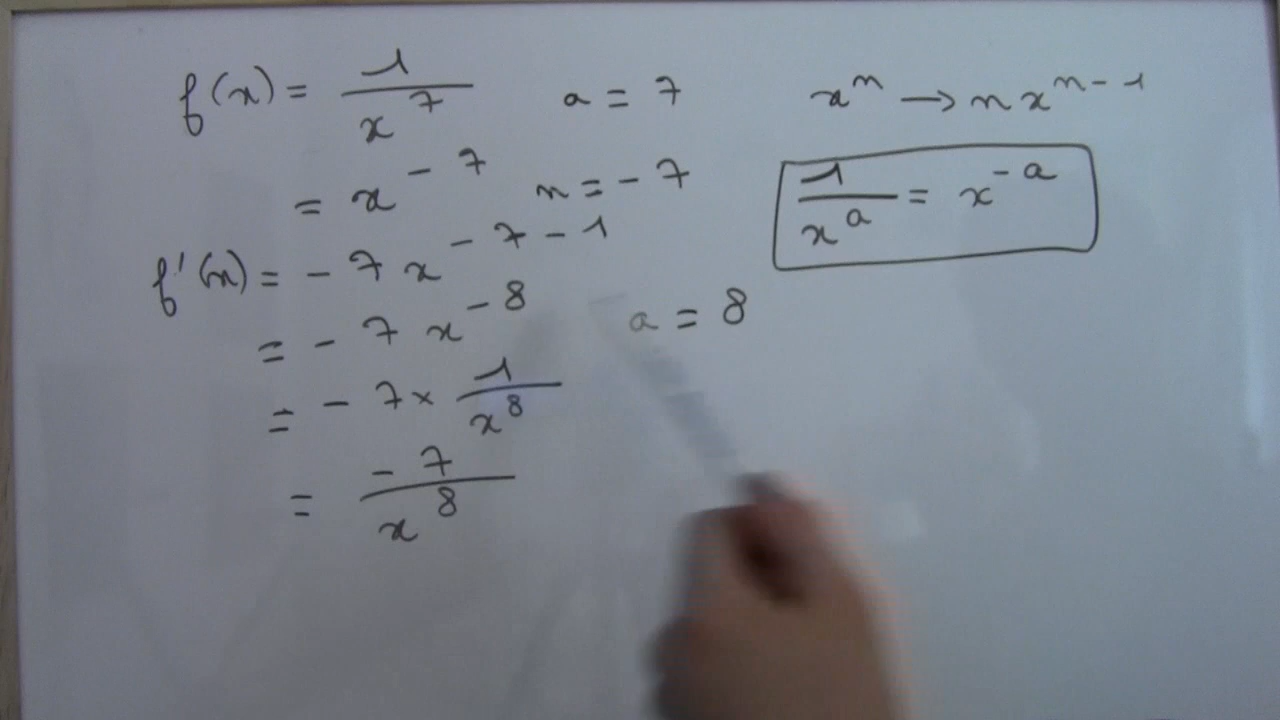 f(x) = 1/x^7 a = 7
= x^{-7} n = -7
f'(x) = -7 x^{-7-1}
= -7 x^{-8} a = 8
= -7 × 1/x^8
= -7/x^8
x^n → n x^{n-1}
1/x^a = x^{-a}